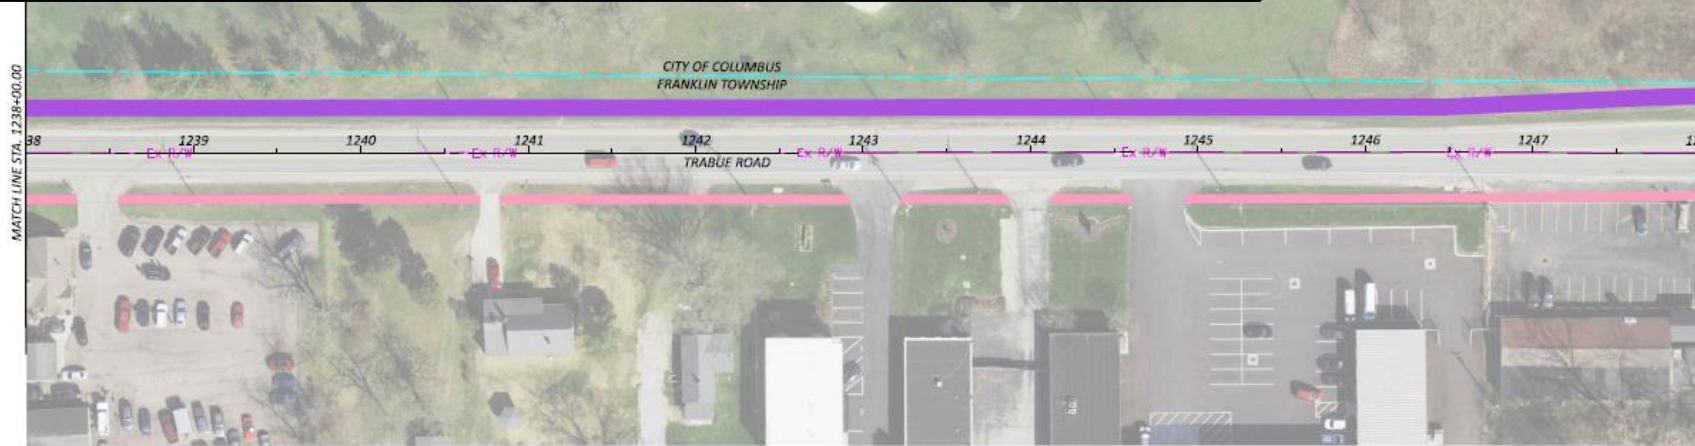 CITY OF COLUMBUS
FRANKLIN TOWNSHIP
MATCH LINE STA. 1238+00.00
38 1239 1240 1241 1242 1243 1244 1245 1246 1247
Ex R/W Ex R/W Ex R/W Ex R/W Ex R/W
TRABUE ROAD